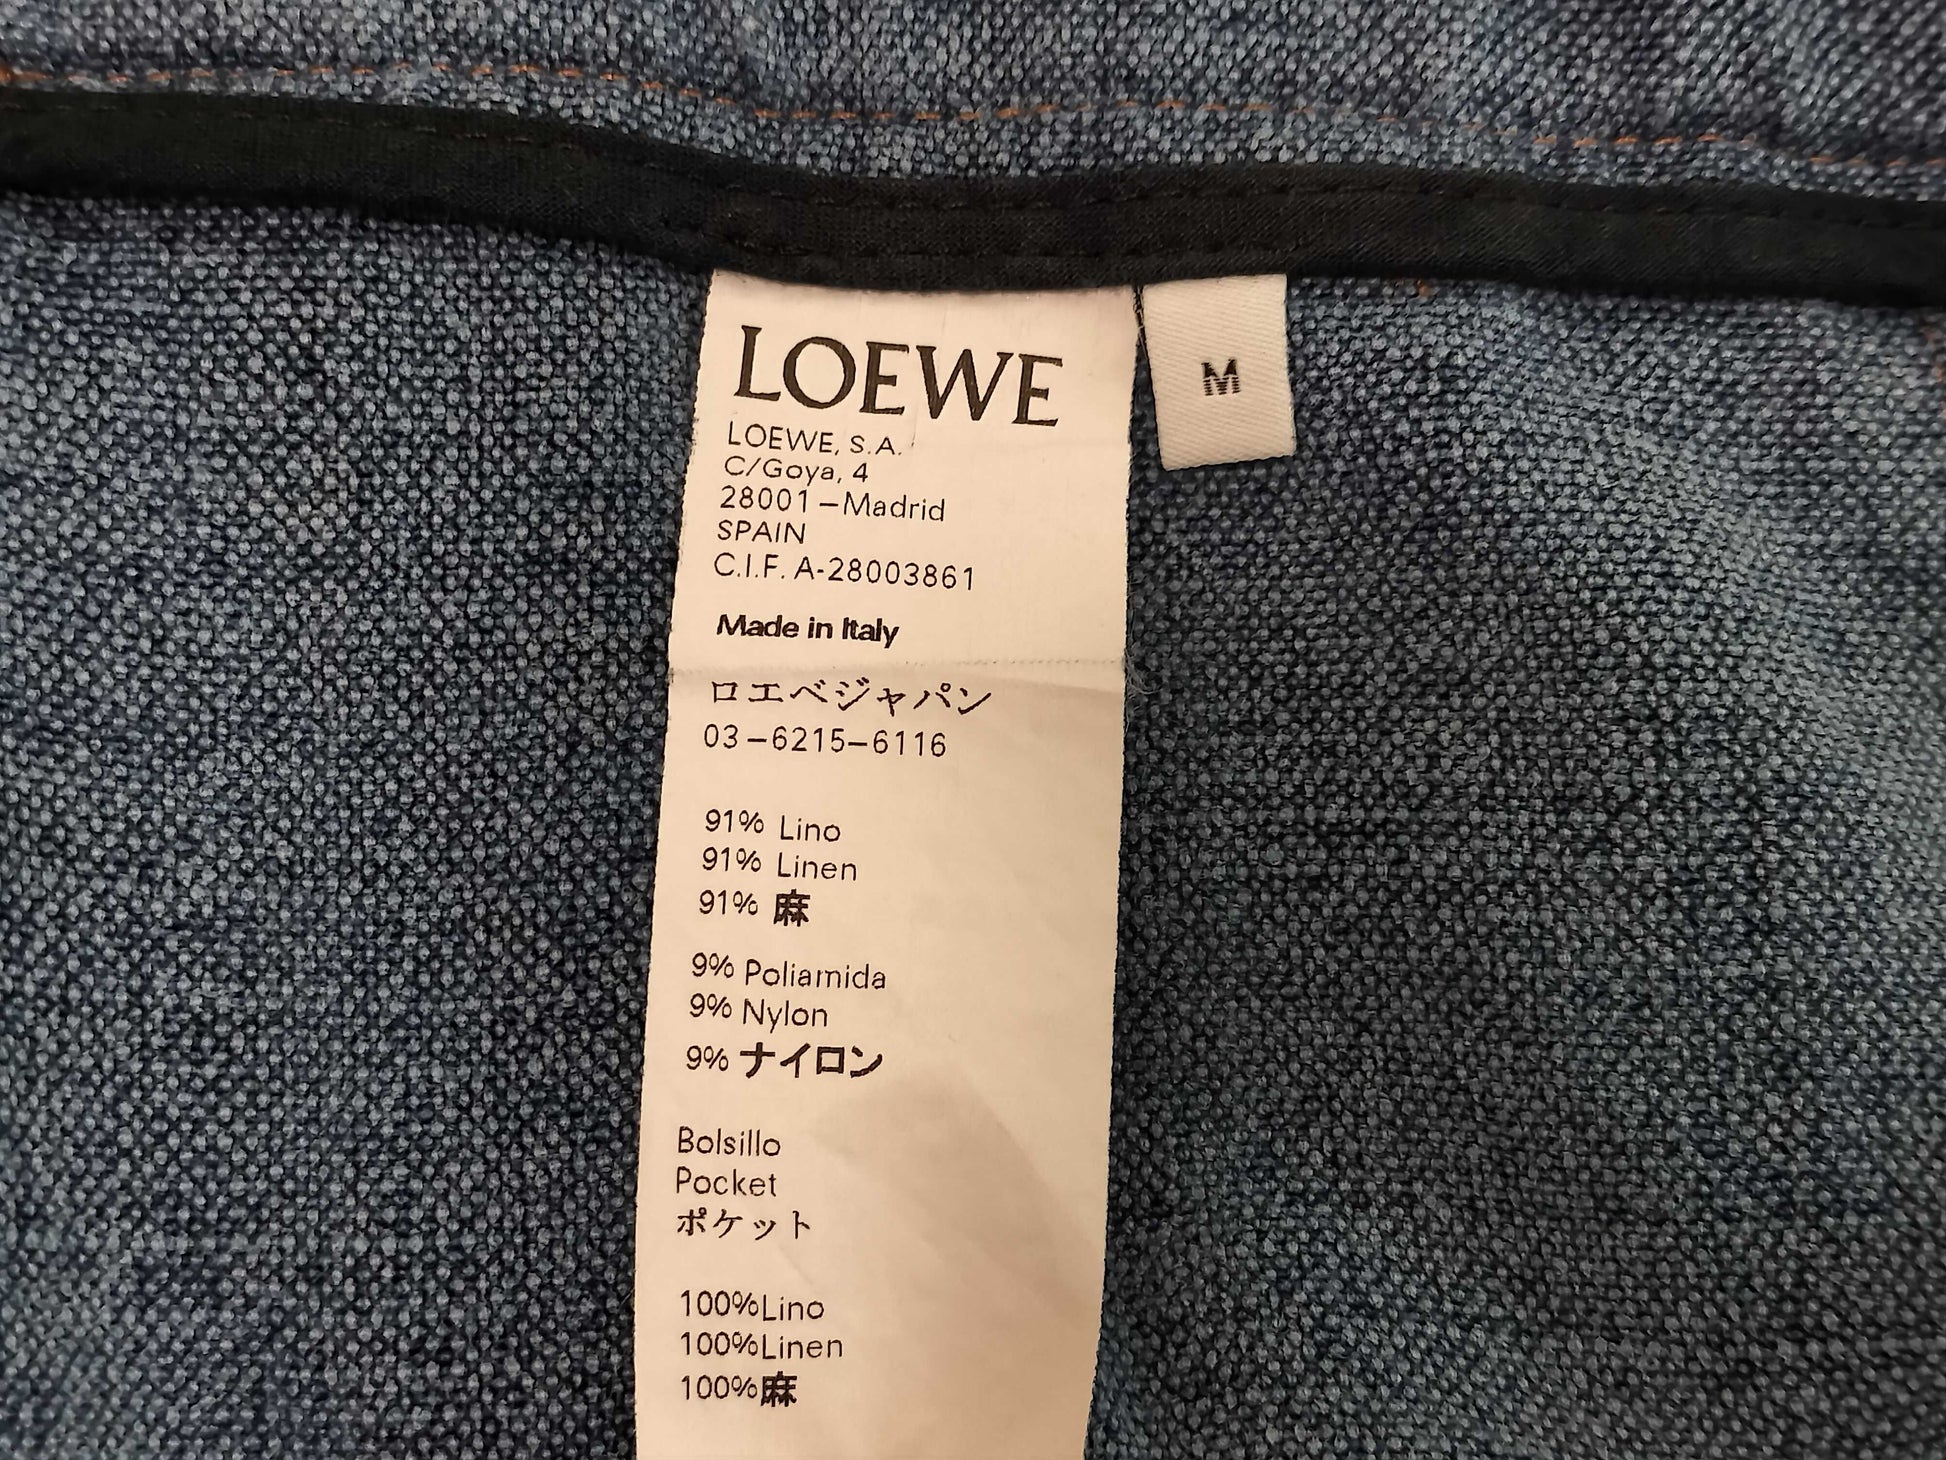 LOEWE
LOEWE, S.A.
C/Goya, 4
28001 –Madrid
SPAIN
C.I.F. A-28003861
Made in Italy
ロエベジャパン
03–6215–6116
91% Lino
91% Linen
91% 麻
9% Poliamida
9% Nylon
9% ナイロン
Bolsillo
Pocket
ポケット
100%Lino
100%Linen
100%麻
M